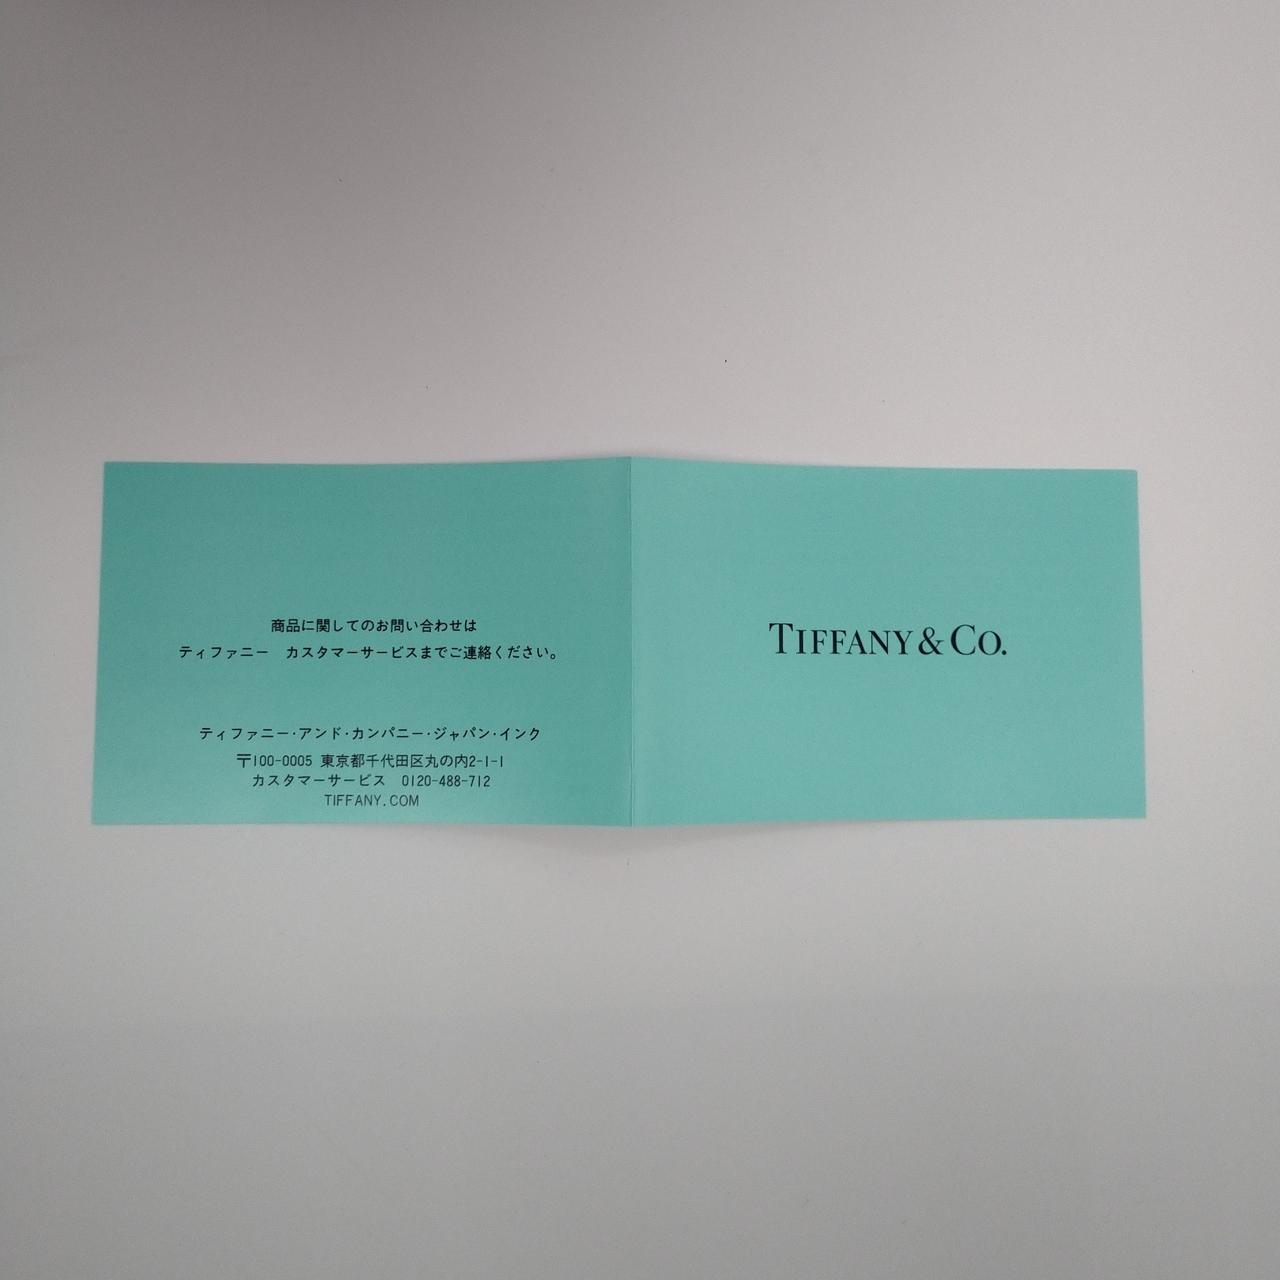 商品に関してのお問い合わせは
ティファニー　カスタマーサービスまでご連絡ください。
ティファニー・アンド・カンパニー・ジャパン・インク
〒100-0005 東京都千代田区丸の内2-1-1
カスタマーサービス　0120-488-712
TIFFANY.COM
TIFFANY & CO.